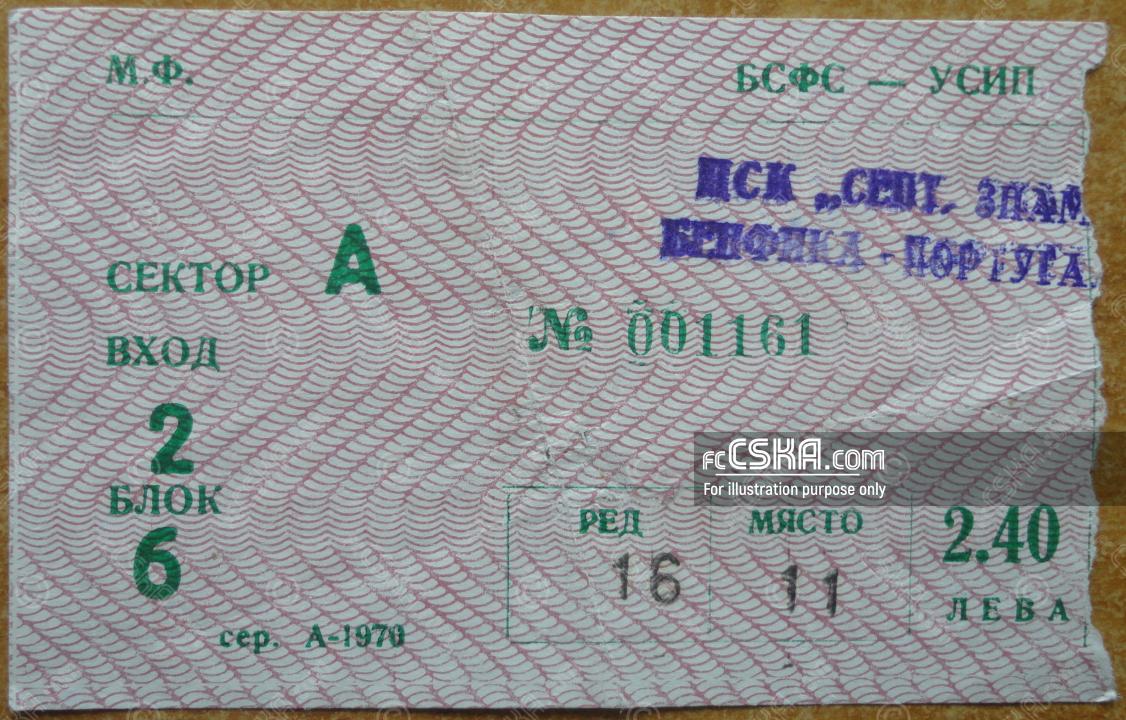 М.Ф.
БСФС — УСИП
ЦСК „СЕПТ. ЗНАМ
БЕНФИКА - ПОРТУГА
СЕКТОР А
№ 001161
ВХОД
2
БЛОК
6
fcCSKA.com
For illustration purpose only
РЕД
16
МЯСТО
11
2.40
ЛЕВА
сер. А-1970